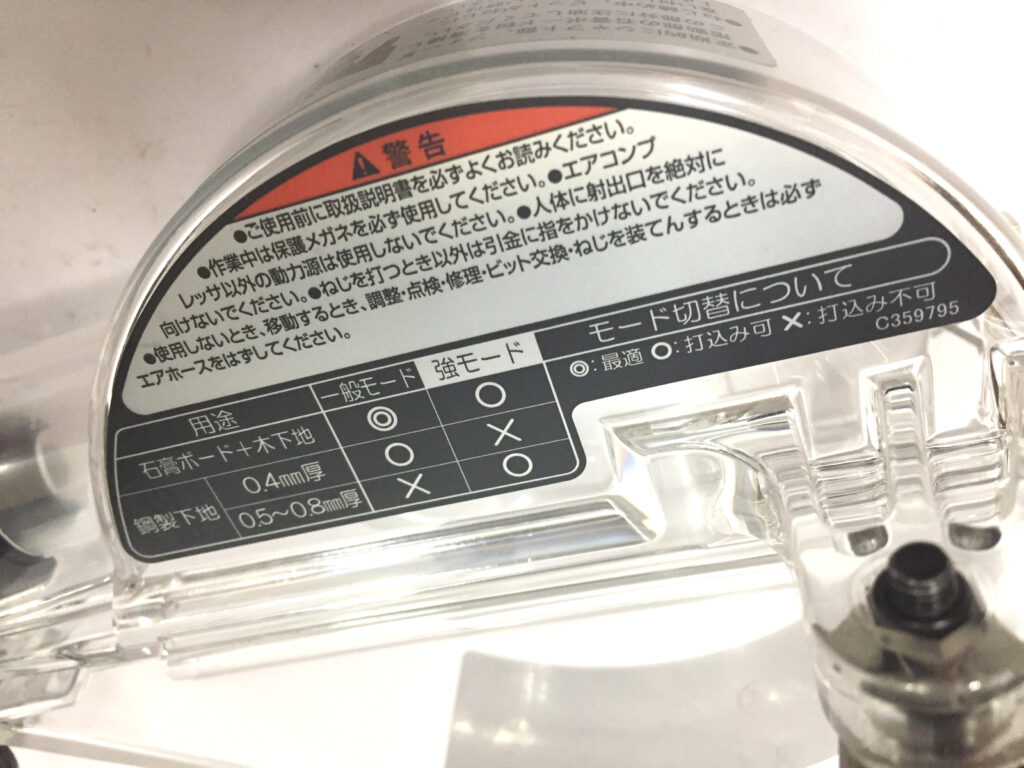 警告
●ご使用前に取扱説明書を必ずよくお読みください。
●作業中は保護メガネを必ず使用してください。●エアコンプ
レッサ以外の動力源は使用しないでください。●人体に射出口を絶対に
向けないでください。●ねじを打つとき以外は引金に指をかけないでください。
●使用しないとき、移動するとき、調整・点検・修理・ビット交換・ねじを装てんするときは必ず
エアホースをはずしてください。
モード切替について
◎:最適 ○:打込み可 ×:打込み不可
C359795
用途 一般モード 強モード
石膏ボード+木下地 ◎ ○
鋼製下地 0.4mm厚 ○ ×
0.5~0.8mm厚 × ○